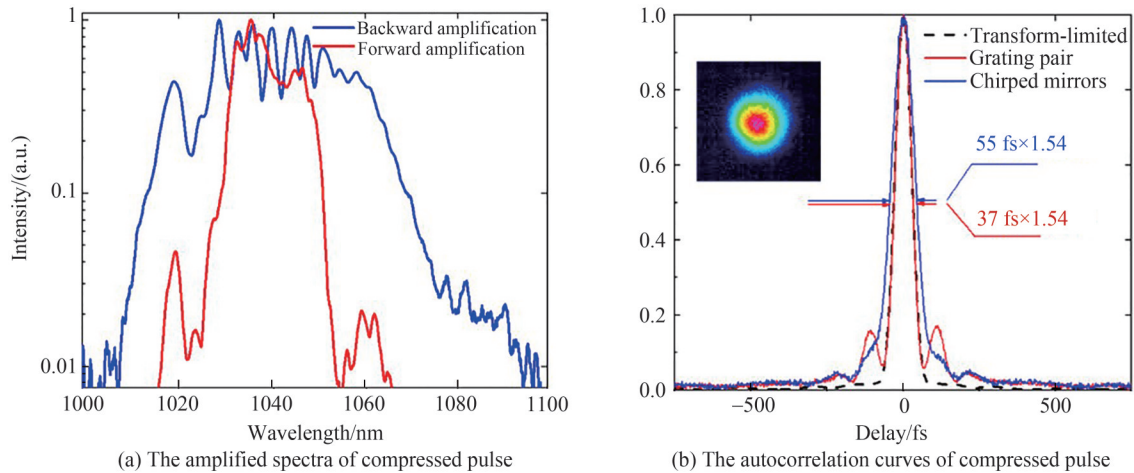 Backward amplification
Forward amplification
Intensity/(a.u.)
1
0.1
0.01
1000 1020 1040 1060 1080 1100
Wavelength/nm
(a) The amplified spectra of compressed pulse
Transform-limited
Grating pair
Chirped mirrors
55 fs×1.54
37 fs×1.54
1.0
0.8
0.6
0.4
0.2
0.0
−500 0 500
Delay/fs
(b) The autocorrelation curves of compressed pulse